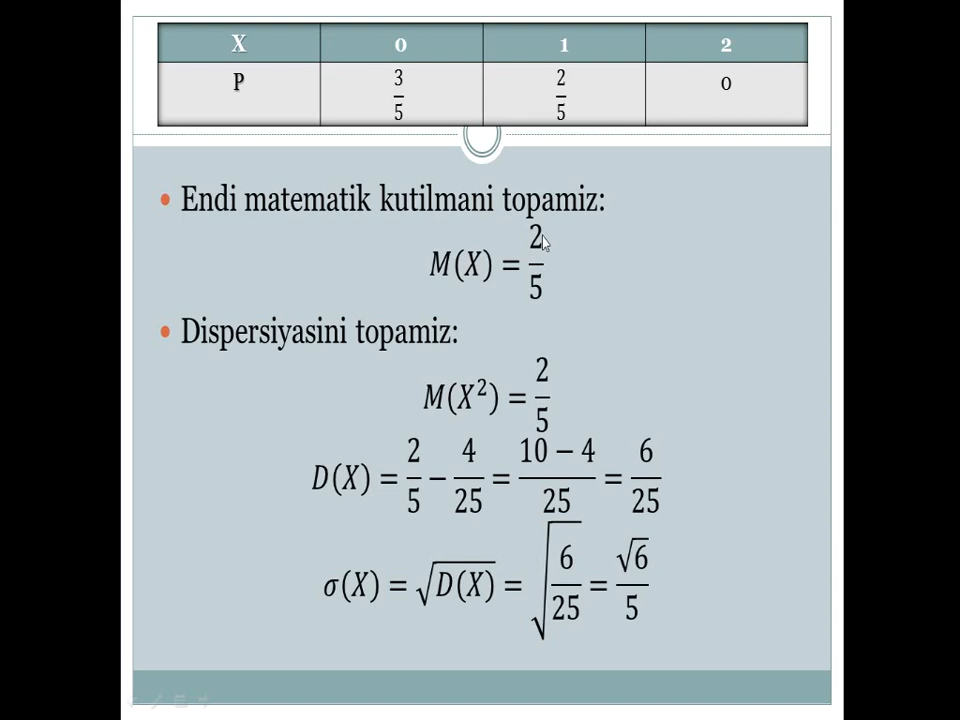 X 0 1 2
P 3/5 2/5 0
• Endi matematik kutilmani topamiz:
M(X) = 2/5
• Dispersiyasini topamiz:
M(X²) = 2/5
D(X) = 2/5 − 4/25 = (10 − 4)/25 = 6/25
σ(X) = √D(X) = √(6/25) = √6/5